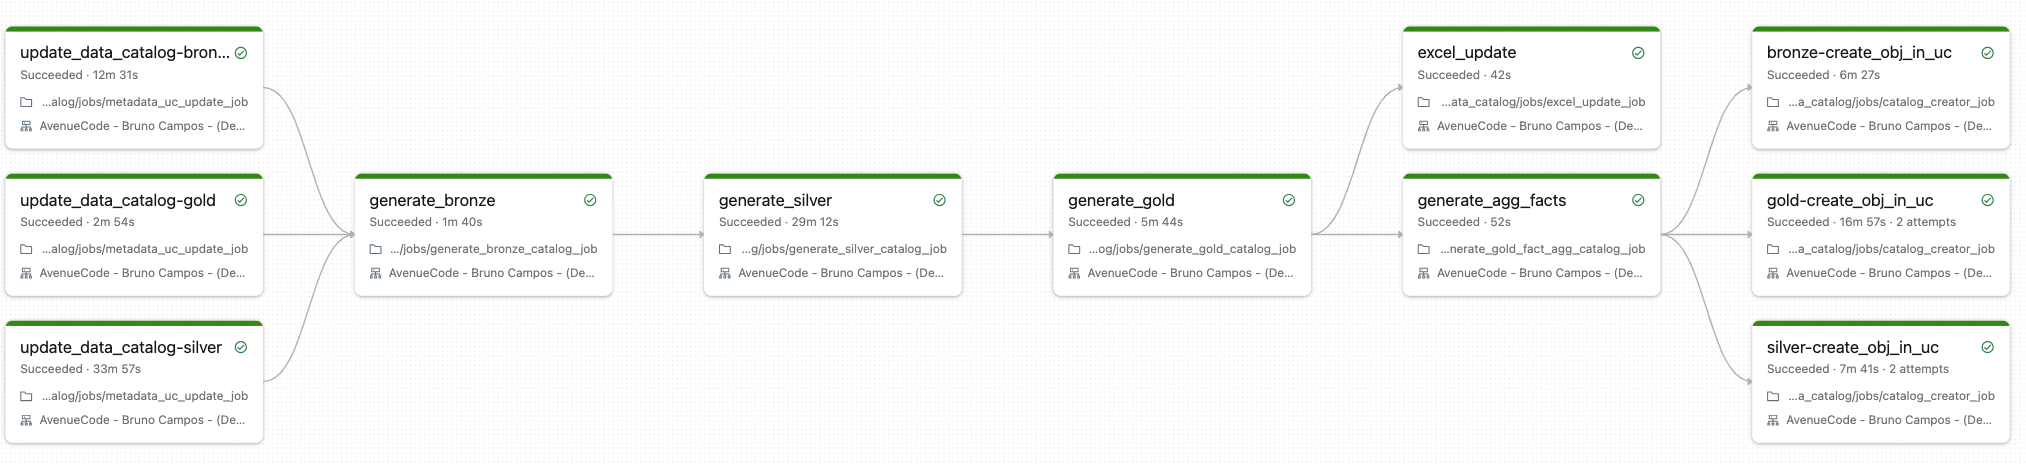 update_data_catalog-bron...
Succeeded · 12m 31s
...alog/jobs/metadata_uc_update_job
AvenueCode - Bruno Campos - (De...
update_data_catalog-gold
Succeeded · 2m 54s
...alog/jobs/metadata_uc_update_job
AvenueCode - Bruno Campos - (De...
update_data_catalog-silver
Succeeded · 33m 57s
...alog/jobs/metadata_uc_update_job
AvenueCode - Bruno Campos - (De...
generate_bronze
Succeeded · 1m 40s
.../jobs/generate_bronze_catalog_job
AvenueCode - Bruno Campos - (De...
generate_silver
Succeeded · 29m 12s
...g/jobs/generate_silver_catalog_job
AvenueCode - Bruno Campos - (De...
generate_gold
Succeeded · 5m 44s
...og/jobs/generate_gold_catalog_job
AvenueCode - Bruno Campos - (De...
excel_update
Succeeded · 42s
...ata_catalog/jobs/excel_update_job
AvenueCode - Bruno Campos - (De...
generate_agg_facts
Succeeded · 52s
...nerate_gold_fact_agg_catalog_job
AvenueCode - Bruno Campos - (De...
bronze-create_obj_in_uc
Succeeded · 6m 27s
...a_catalog/jobs/catalog_creator_job
AvenueCode - Bruno Campos - (De...
gold-create_obj_in_uc
Succeeded · 16m 57s · 2 attempts
...a_catalog/jobs/catalog_creator_job
AvenueCode - Bruno Campos - (De...
silver-create_obj_in_uc
Succeeded · 7m 41s · 2 attempts
...a_catalog/jobs/catalog_creator_job
AvenueCode - Bruno Campos - (De...